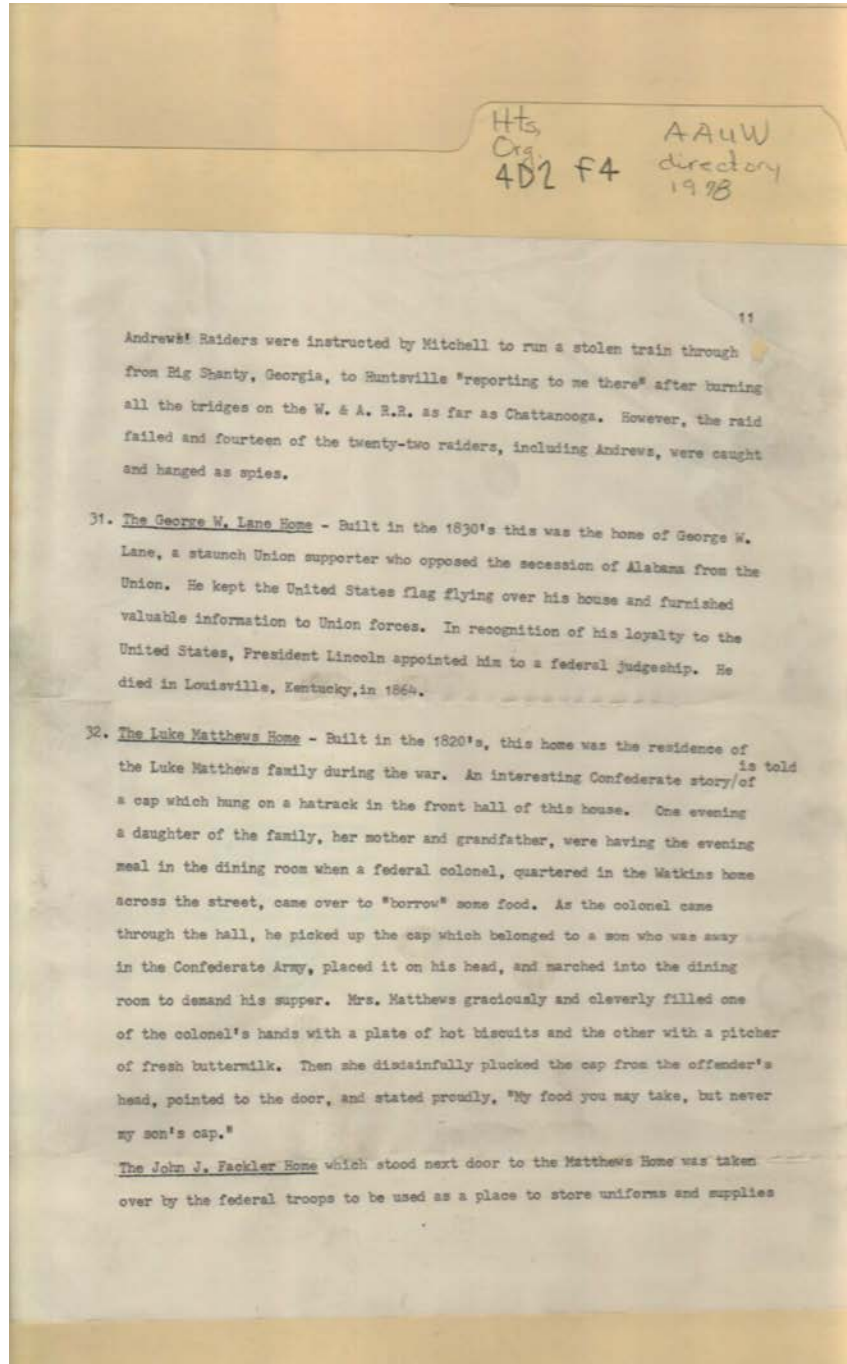 Hts,
Org.
4D2 F4
AAUW
directory
1978
11
Andrews' Raiders were instructed by Mitchell to run a stolen train through
from Big Shanty, Georgia, to Huntsville "reporting to me there" after burning
all the bridges on the W. & A. R.R. as far as Chattanooga. However, the raid
failed and fourteen of the twenty-two raiders, including Andrews, were caught
and hanged as spies.
31. The George W. Lane Home - Built in the 1830's this was the home of George W.
Lane, a staunch Union supporter who opposed the secession of Alabama from the
Union. He kept the United States flag flying over his house and furnished
valuable information to Union forces. In recognition of his loyalty to the
United States, President Lincoln appointed him to a federal judgeship. He
died in Louisville, Kentucky,in 1864.
32. The Luke Matthews Home - Built in the 1820's, this home was the residence of
the Luke Matthews family during the war. An interesting Confederate story/is told of
a cap which hung on a hatrack in the front hall of this house. One evening
a daughter of the family, her mother and grandfather, were having the evening
meal in the dining room when a federal colonel, quartered in the Watkins home
across the street, came over to "borrow" some food. As the colonel came
through the hall, he picked up the cap which belonged to a son who was away
in the Confederate Army, placed it on his head, and marched into the dining
room to demand his supper. Mrs. Matthews graciously and cleverly filled one
of the colonel's hands with a plate of hot biscuits and the other with a pitcher
of fresh buttermilk. Then she disdainfully plucked the cap from the offender's
head, pointed to the door, and stated proudly, "My food you may take, but never
my son's cap."
The John J. Fackler Home which stood next door to the Matthews Home was taken
over by the federal troops to be used as a place to store uniforms and supplies